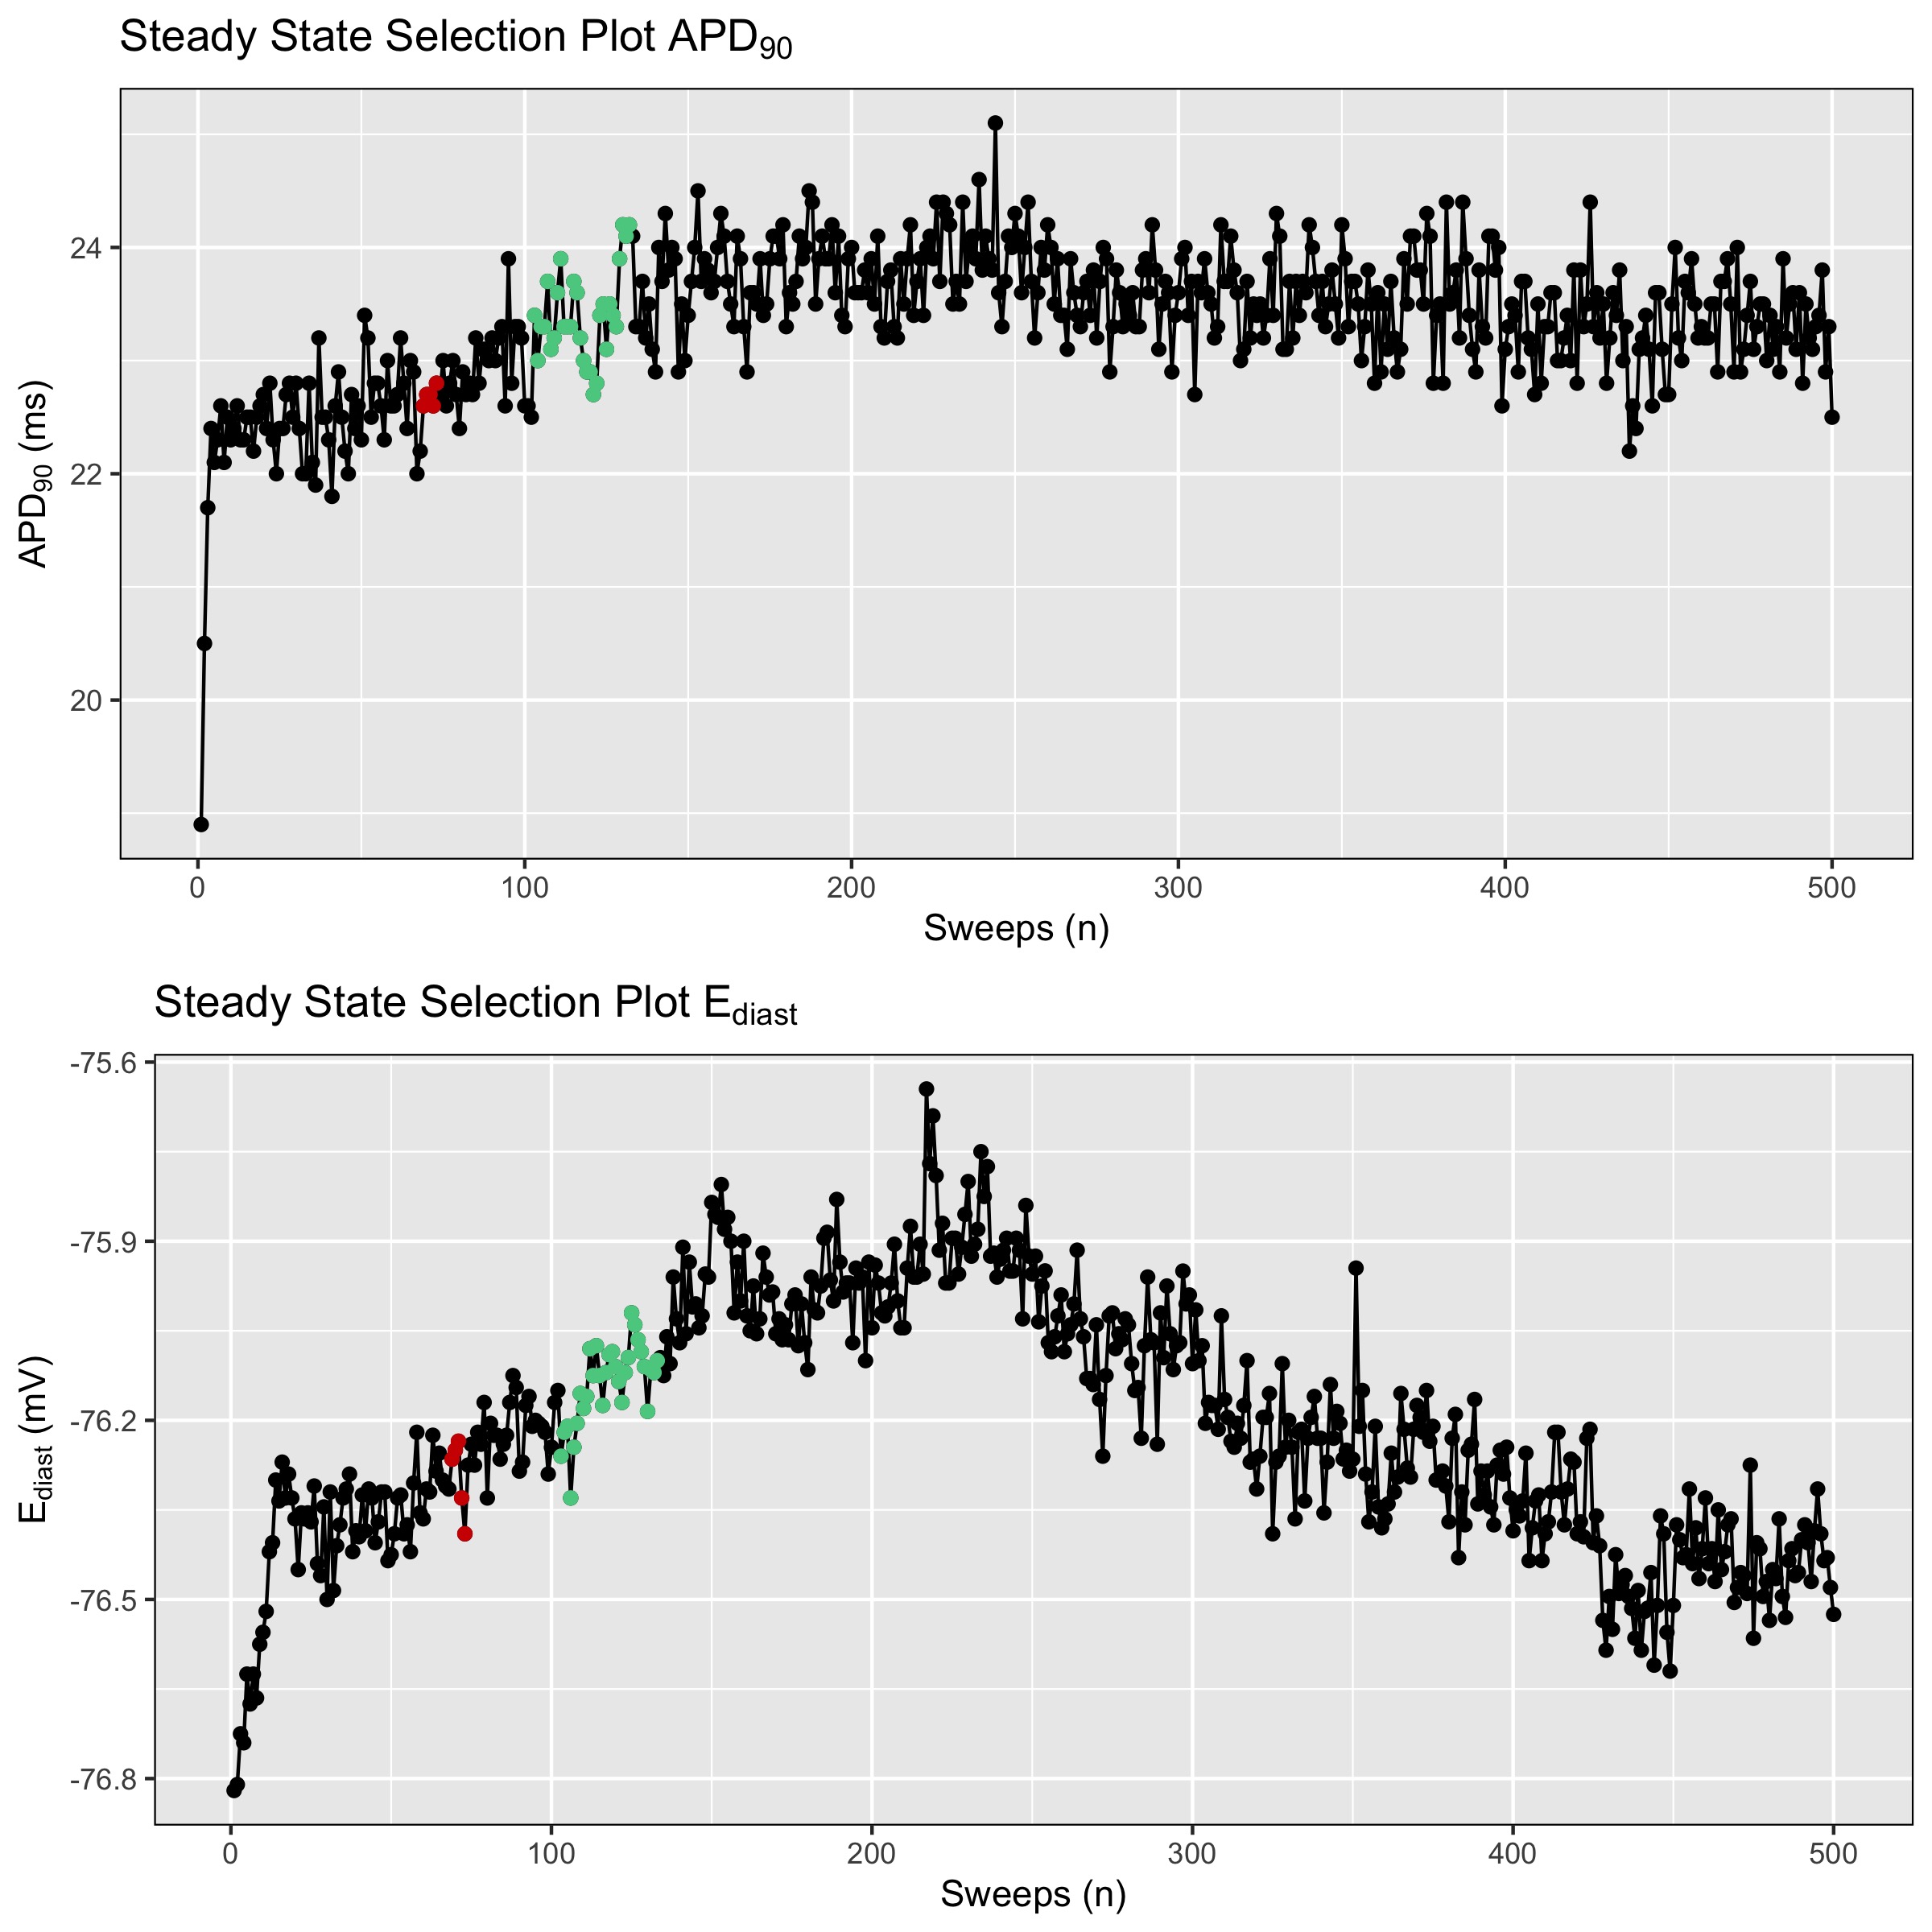 Steady State Selection Plot APD90
APD90 (ms)
24
22
20
0 100 200 300 400 500
Sweeps (n)
Steady State Selection Plot Ediast
Ediast (mV)
-75.6
-75.9
-76.2
-76.5
-76.8
0 100 200 300 400 500
Sweeps (n)